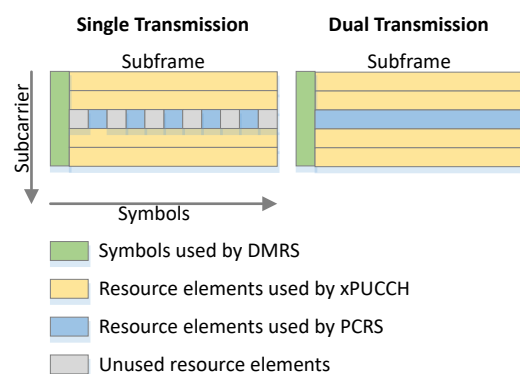 Single Transmission
Dual Transmission
Subframe
Subframe
Subcarrier
Symbols
Symbols used by DMRS
Resource elements used by xPUCCH
Resource elements used by PCRS
Unused resource elements